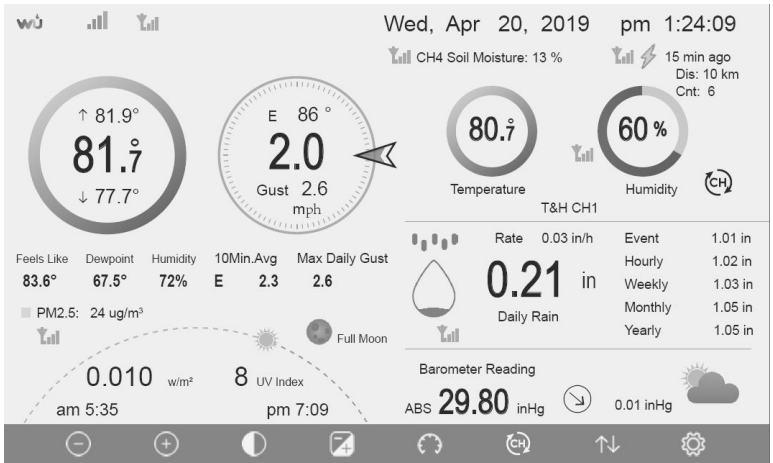 wu
Wed, Apr 20, 2019 pm 1:24:09
CH4 Soil Moisture: 13 %
15 min ago
Dis: 10 km
Cnt: 6
↑ 81.9°
81.7°
↓ 77.7°
E 86 °
2.0
Gust 2.6
mph
80.7°
Temperature
60 %
Humidity
CH
T&H CH1
Feels Like Dewpoint Humidity 10Min.Avg Max Daily Gust
83.6° 67.5° 72% E 2.3 2.6
PM2.5: 24 ug/m³
Full Moon
0.010 w/m² 8 UV Index
am 5:35 pm 7:09
Rate 0.03 in/h
0.21 in
Daily Rain
Event 1.01 in
Hourly 1.02 in
Weekly 1.03 in
Monthly 1.05 in
Yearly 1.05 in
Barometer Reading
ABS 29.80 inHg 0.01 inHg
CH